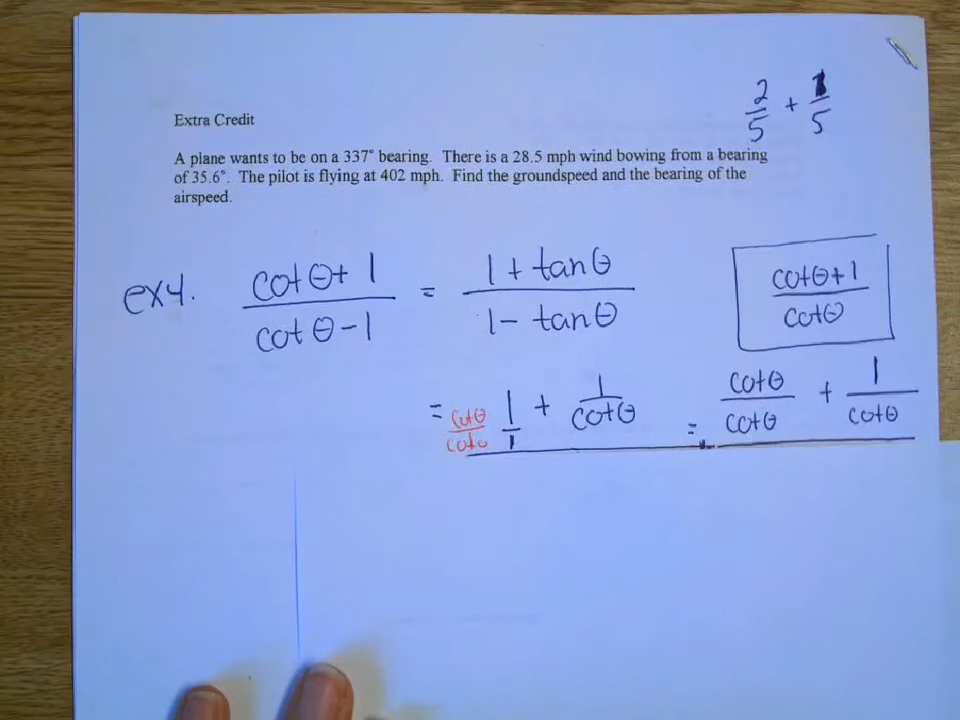 2/5 + 1/5
Extra Credit
A plane wants to be on a 337° bearing. There is a 28.5 mph wind bowing from a bearing
of 35.6°. The pilot is flying at 402 mph. Find the groundspeed and the bearing of the
airspeed.
ex4. (cot θ + 1)/(cot θ - 1) = (1 + tan θ)/(1 - tan θ)
(cot θ + 1)/(cot θ)
= cot θ/cot θ 1/1 + 1/cot θ = cot θ/cot θ + 1/cot θ